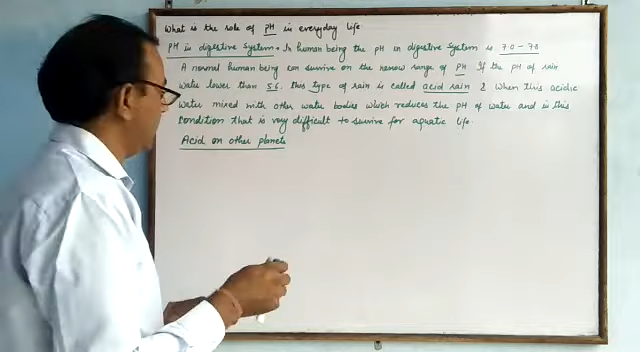 What is the role of pH in everyday life
PH in digestive system. In human being the pH in digestive system is 7.0 - 7.8
A normal human being can survive on the narrow range of PH If the pH of rain
water lower than 5.6 this type of rain is called acid rain & When this acidic
water mixed with other water bodies which reduces the pH of water and in this
condition that is very difficult to survive for aquatic life.
Acid on other planets